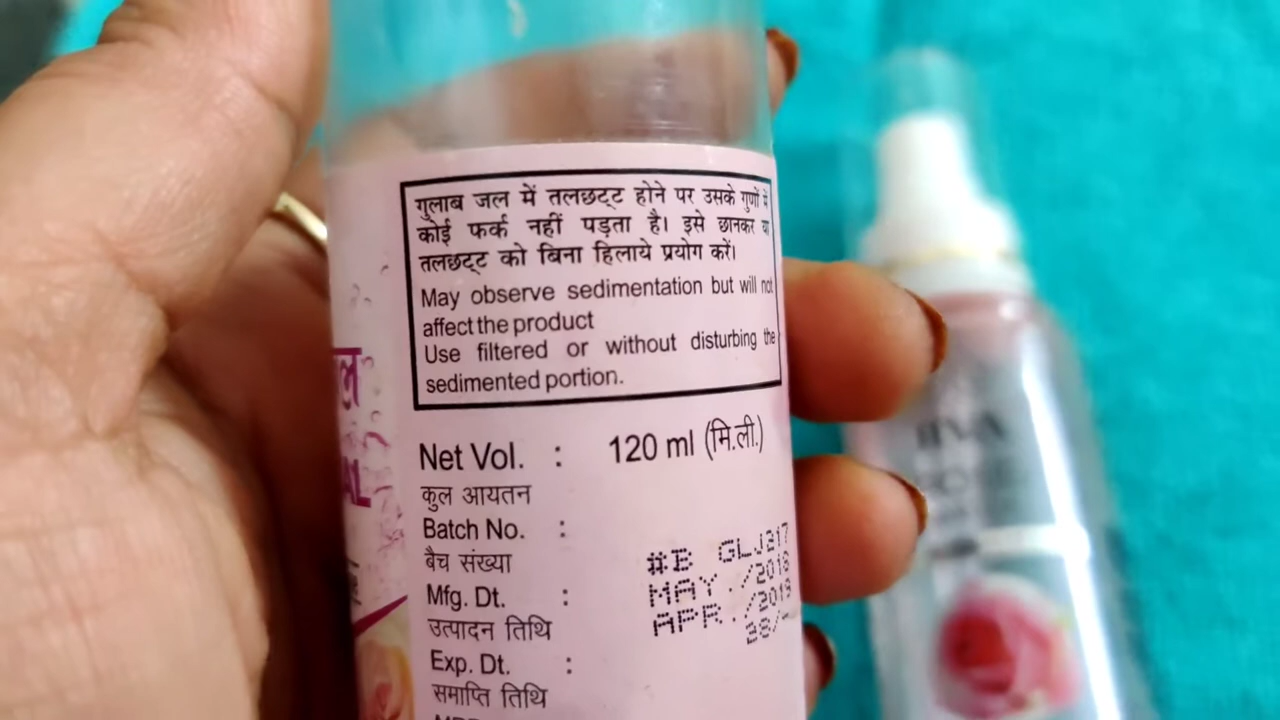 गुलाब जल में तलछट्ट होने पर उसके गुणों में
कोई फर्क नहीं पड़ता है। इसे छानकर या
तलछट्ट को बिना हिलाये प्रयोग करें।
May observe sedimentation but will not
affect the product
Use filtered or without disturbing the
sedimented portion.
Net Vol. : 120 ml (मि.ली.)
कुल आयतन
Batch No. :
बैच संख्या
#B GLJ217
Mfg. Dt. :
MAY./2018
उत्पादन तिथि
APR./2019
38/-
Exp. Dt. :
समाप्ति तिथि